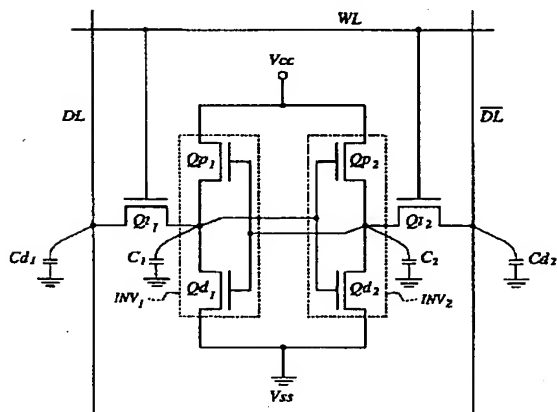 WL
Vcc
DL
DL
Qp1
Qp2
Qt1
Qt2
Cd1
C1
C2
Cd2
Qd1
Qd2
INV1
INV2
Vss